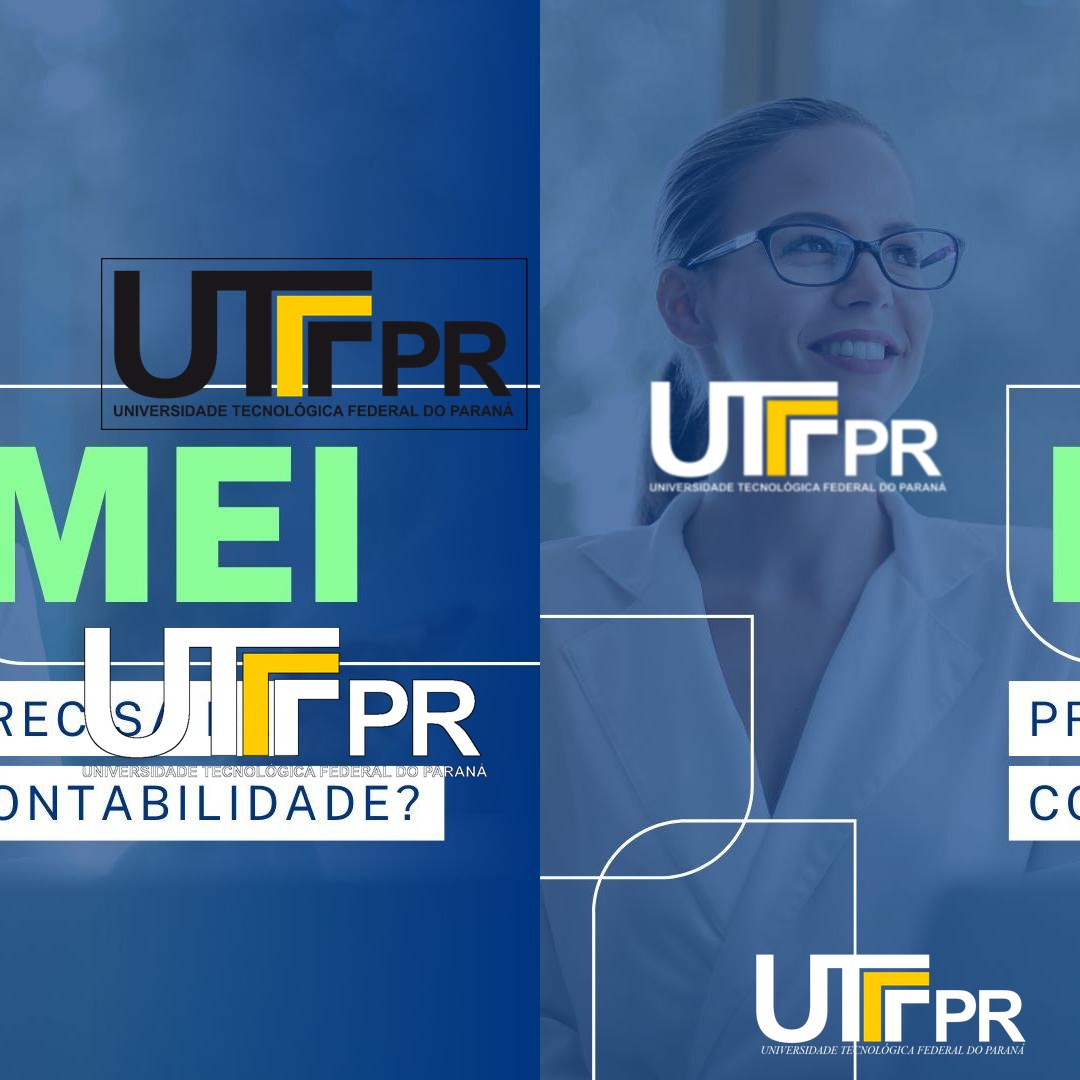 UTFPR
UNIVERSIDADE TECNOLÓGICA FEDERAL DO PARANÁ
MEI
UTFPR
UNIVERSIDADE TECNOLÓGICA FEDERAL DO PARANÁ
ONTABILIDADE?
UTFPR
UNIVERSIDADE TECNOLÓGICA FEDERAL DO PARANÁ
PR
CO
UTFPR
UNIVERSIDADE TECNOLÓGICA FEDERAL DO PARANÁ